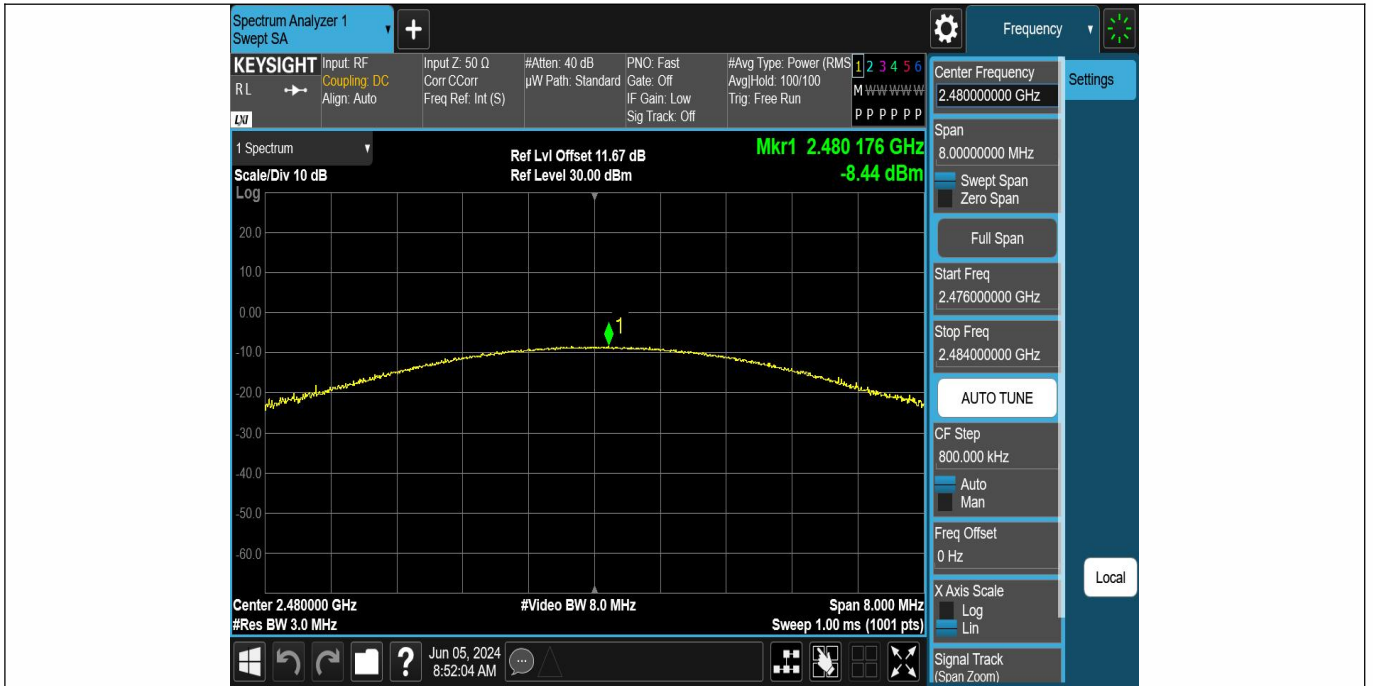 Spectrum Analyzer 1
Swept SA
+
Frequency
KEYSIGHT
R L
LXI
Input: RF
Coupling: DC
Align: Auto
Input Z: 50 Ω
Corr CCorr
Freq Ref: Int (S)
#Atten: 40 dB
µW Path: Standard
PNO: Fast
Gate: Off
IF Gain: Low
Sig Track: Off
#Avg Type: Power (RMS
Avg|Hold: 100/100
Trig: Free Run
1 2 3 4 5 6
M W W W W W
P P P P P P
1 Spectrum
Scale/Div 10 dB
Log
Ref Lvl Offset 11.67 dB
Ref Level 30.00 dBm
Mkr1 2.480 176 GHz
-8.44 dBm
20.0
10.0
0.00
-10.0
-20.0
-30.0
-40.0
-50.0
-60.0
1
Center 2.480000 GHz
#Res BW 3.0 MHz
#Video BW 8.0 MHz
Span 8.000 MHz
Sweep 1.00 ms (1001 pts)
Center Frequency
2.480000000 GHz
Settings
Span
8.00000000 MHz
Swept Span
Zero Span
Full Span
Start Freq
2.476000000 GHz
Stop Freq
2.484000000 GHz
AUTO TUNE
CF Step
800.000 kHz
Auto
Man
Freq Offset
0 Hz
X Axis Scale
Log
Lin
Local
Signal Track
(Span Zoom)
?
Jun 05, 2024
8:52:04 AM